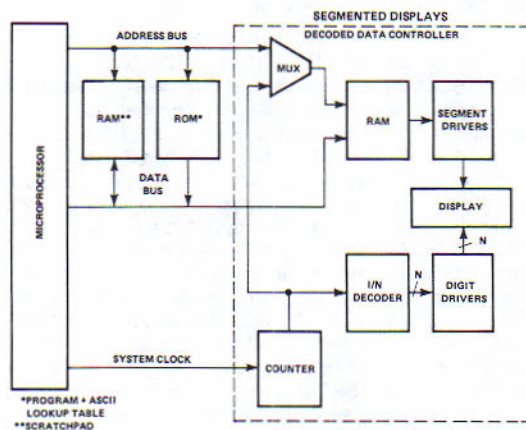 SEGMENTED DISPLAYS
DECODED DATA CONTROLLER
ADDRESS BUS
MUX
RAM**
ROM*
RAM
SEGMENT
DRIVERS
MICROPROCESSOR
DATA
BUS
DISPLAY
N
I/N
DECODER
N
DIGIT
DRIVERS
SYSTEM CLOCK
COUNTER
*PROGRAM + ASCII
LOOKUP TABLE
**SCRATCHPAD